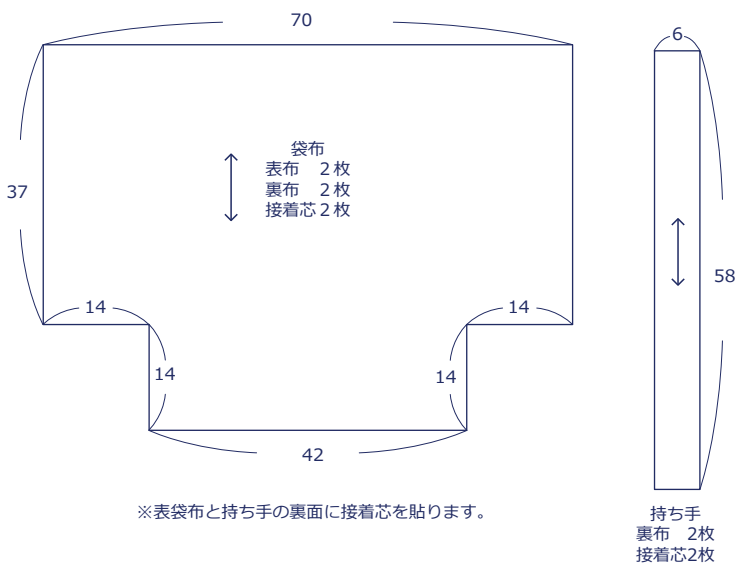 70
6
37
袋布
表布　２枚
裏布　２枚
接着芯２枚
58
14
14
14
14
42
※表袋布と持ち手の裏面に接着芯を貼ります。
持ち手
裏布　2枚
接着芯2枚